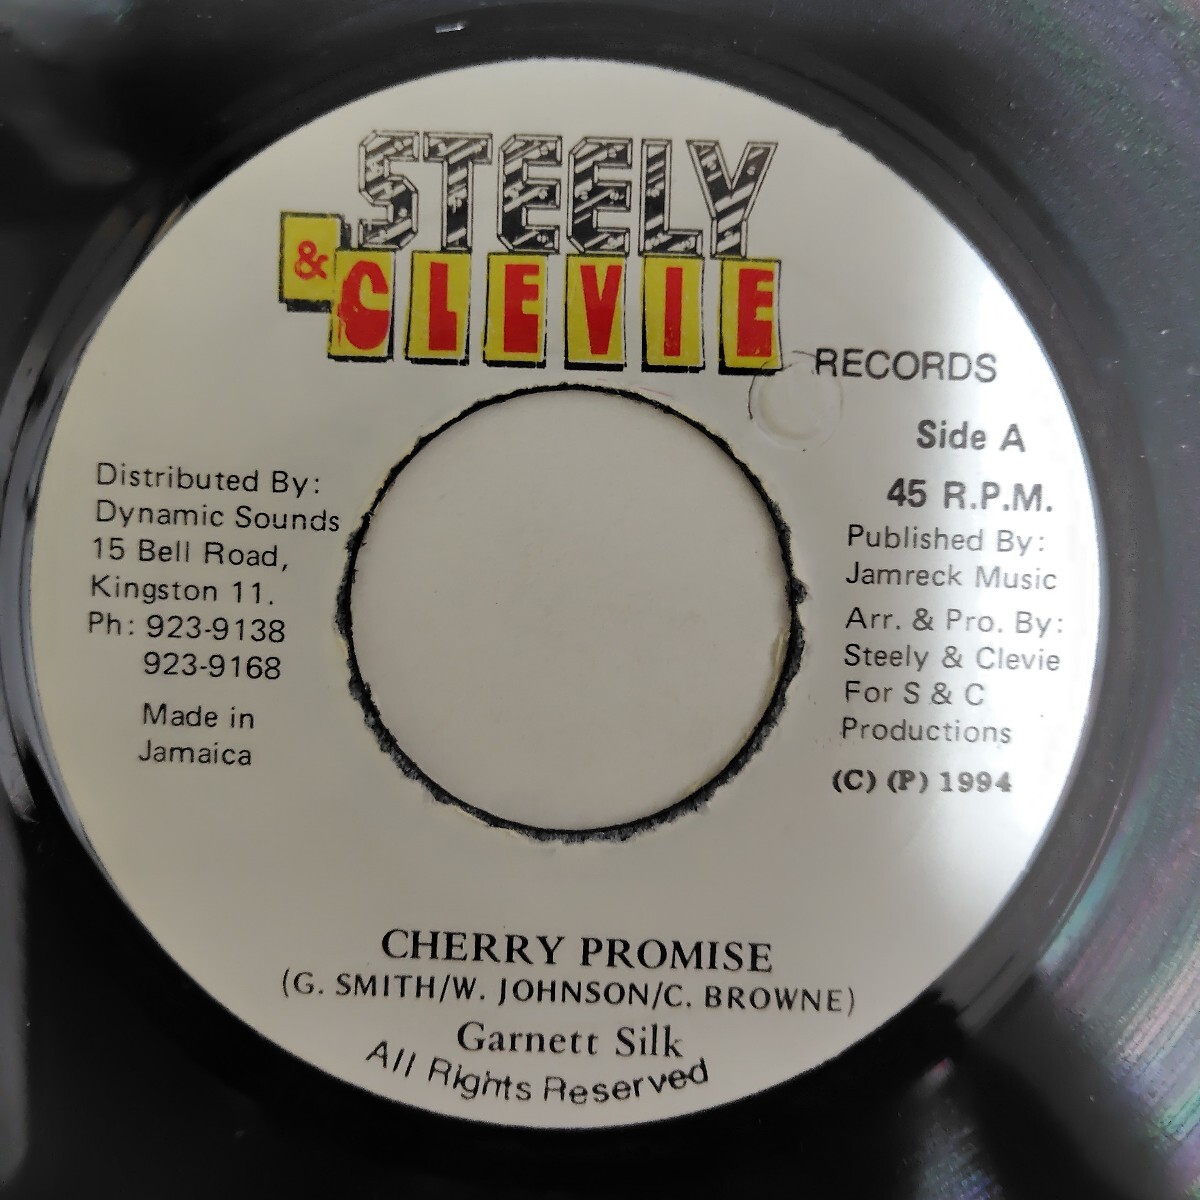 STEELY
& CLEVIE
RECORDS
Side A
45 R.P.M.
Published By:
Jamreck Music
Arr. & Pro. By:
Steely & Clevie
For S & C
Productions
(C) (P) 1994
Distributed By:
Dynamic Sounds
15 Bell Road,
Kingston 11.
Ph: 923-9138
923-9168
Made in
Jamaica
CHERRY PROMISE
(G. SMITH/W. JOHNSON/C. BROWNE)
Garnett Silk
All Rights Reserved